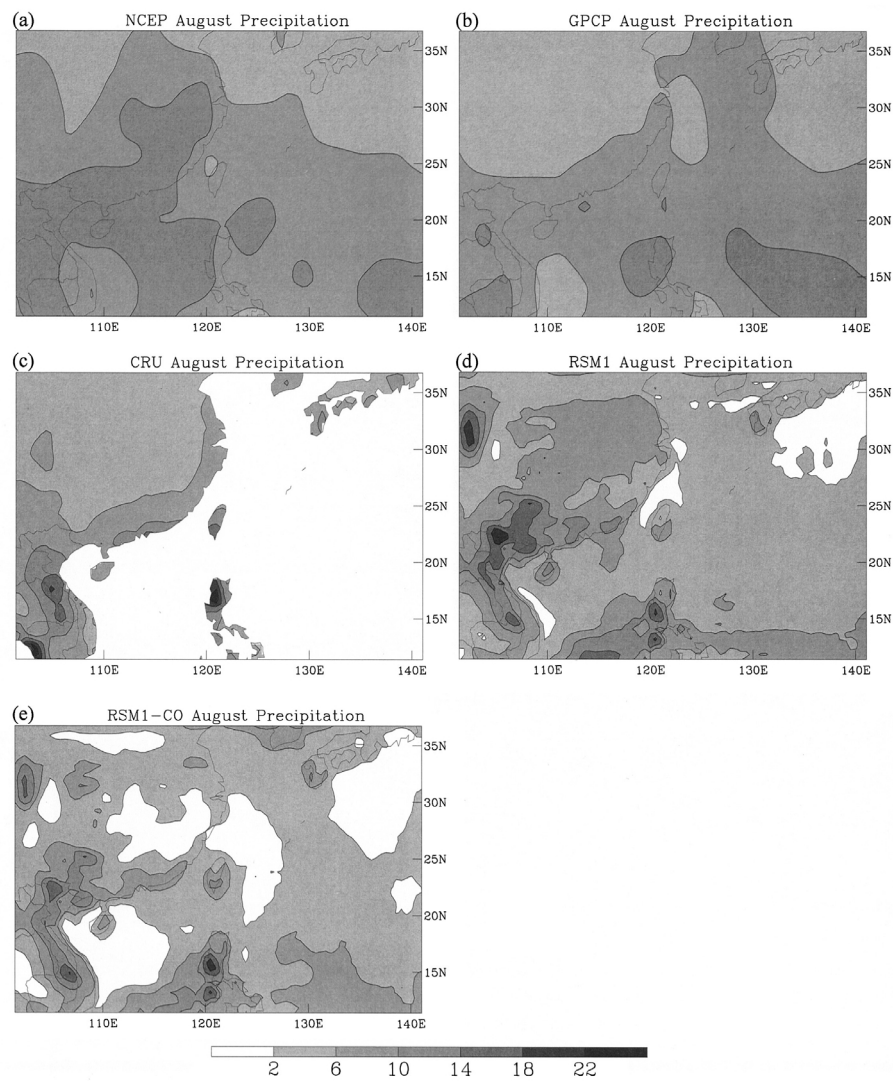 (a) NCEP August Precipitation
(b) GPCP August Precipitation
35N
30N
25N
20N
15N
110E 120E 130E 140E
35N
30N
25N
20N
15N
110E 120E 130E 140E
(c) CRU August Precipitation
(d) RSM1 August Precipitation
35N
30N
25N
20N
15N
110E 120E 130E 140E
35N
30N
25N
20N
15N
110E 120E 130E 140E
(e) RSM1-CO August Precipitation
35N
30N
25N
20N
15N
110E 120E 130E 140E
2 6 10 14 18 22